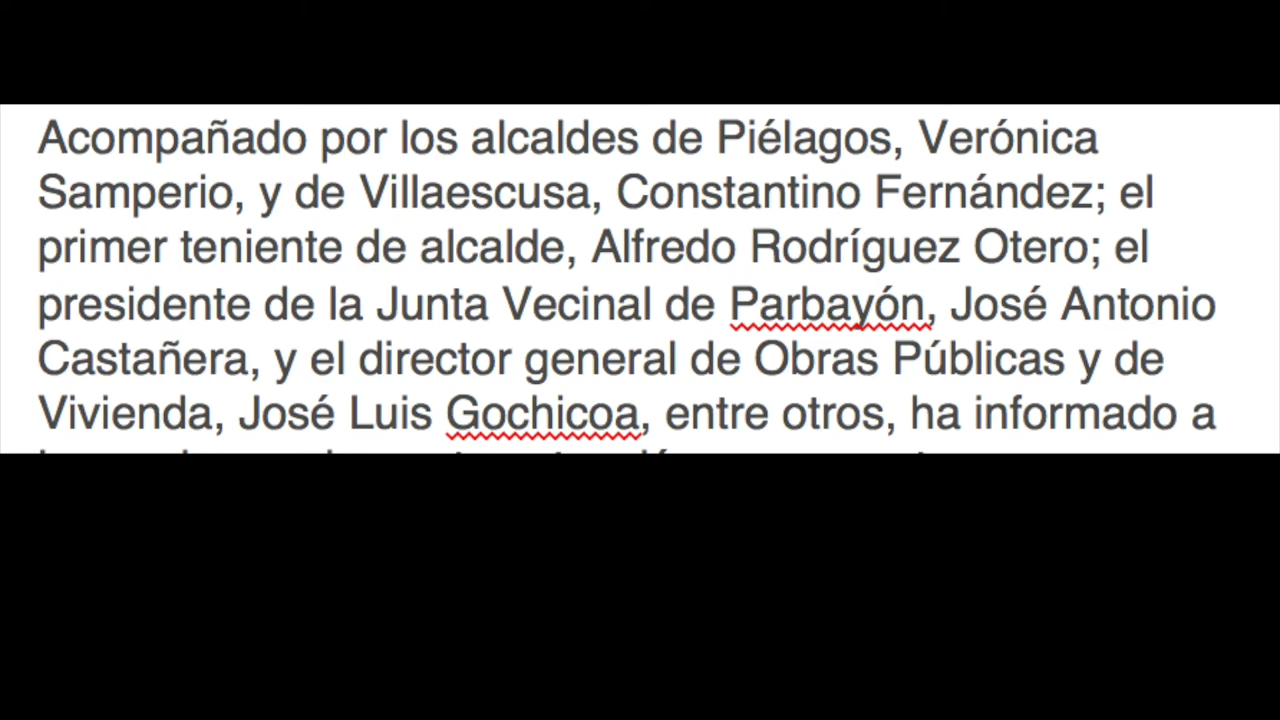 Acompañado por los alcaldes de Piélagos, Verónica
Samperio, y de Villaescusa, Constantino Fernández; el
primer teniente de alcalde, Alfredo Rodríguez Otero; el
presidente de la Junta Vecinal de Parbayón, José Antonio
Castañera, y el director general de Obras Públicas y de
Vivienda, José Luis Gochicoa, entre otros, ha informado a